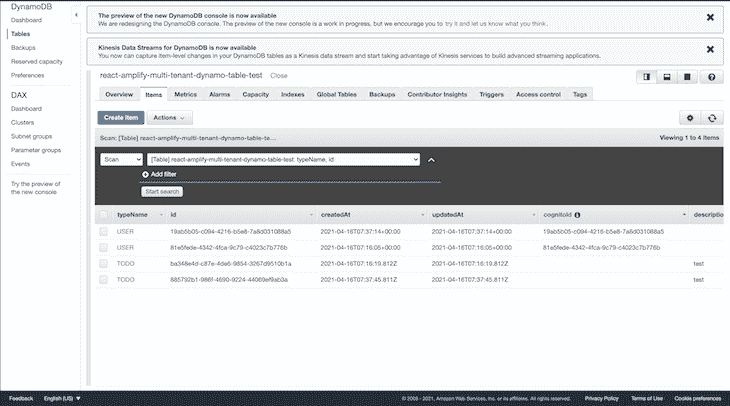 DynamoDB
Dashboard
Tables
Backups
Reserved capacity
Preferences
DAX
Dashboard
Clusters
Subnet groups
Parameter groups
Events
Try the preview of
the new console
The preview of the new DynamoDB console is now available
We are redesigning the DynamoDB console. The preview of the new console is a work in progress, but we encourage you to try it and let us know what you think.
Kinesis Data Streams for DynamoDB is now available
You now can capture item-level changes in your DynamoDB tables as a Kinesis data stream and start taking advantage of Kinesis services to build advanced streaming applications.
react-amplify-multi-tenant-dynamo-table-test Close
Overview Items Metrics Alarms Capacity Indexes Global Tables Backups Contributor Insights Triggers Access control Tags
Create item Actions
Scan: [Table] react-amplify-multi-tenant-dynamo-table-te... Viewing 1 to 4 items
Scan [Table] react-amplify-multi-tenant-dynamo-table-test: typeName, id
Add filter
Start search
typeName id createdAt updatedAt cognitoId description
USER 19ab5b05-c094-4216-b5e8-7a8d031088a5 2021-04-16T07:37:14+00:00 2021-04-16T07:37:14+00:00 19ab5b05-c094-4216-b5e8-7a8d031088a5
USER 81e5fede-4342-4fca-9c79-c4023c7b776b 2021-04-16T07:16:05+00:00 2021-04-16T07:16:05+00:00 81e5fede-4342-4fca-9c79-c4023c7b776b
TODO ba348e4d-c87e-4de6-9854-3267d9510b1a 2021-04-16T07:16:19.812Z 2021-04-16T07:16:19.812Z test
TODO 885792b1-986f-4690-9224-44069ef9ab3a 2021-04-16T07:37:45.811Z 2021-04-16T07:37:45.811Z test
Feedback English (US) © 2008 - 2021, Amazon Web Services, Inc. or its affiliates. All rights reserved. Privacy Policy Terms of Use Cookie preferences